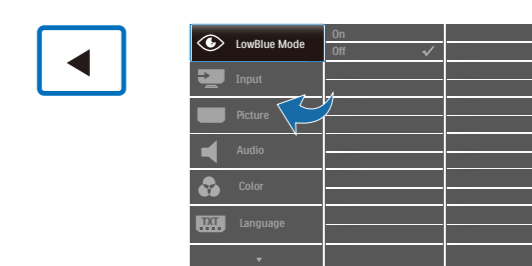 LowBlue Mode
On
Off
Input
Picture
Audio
Color
TXT
Language